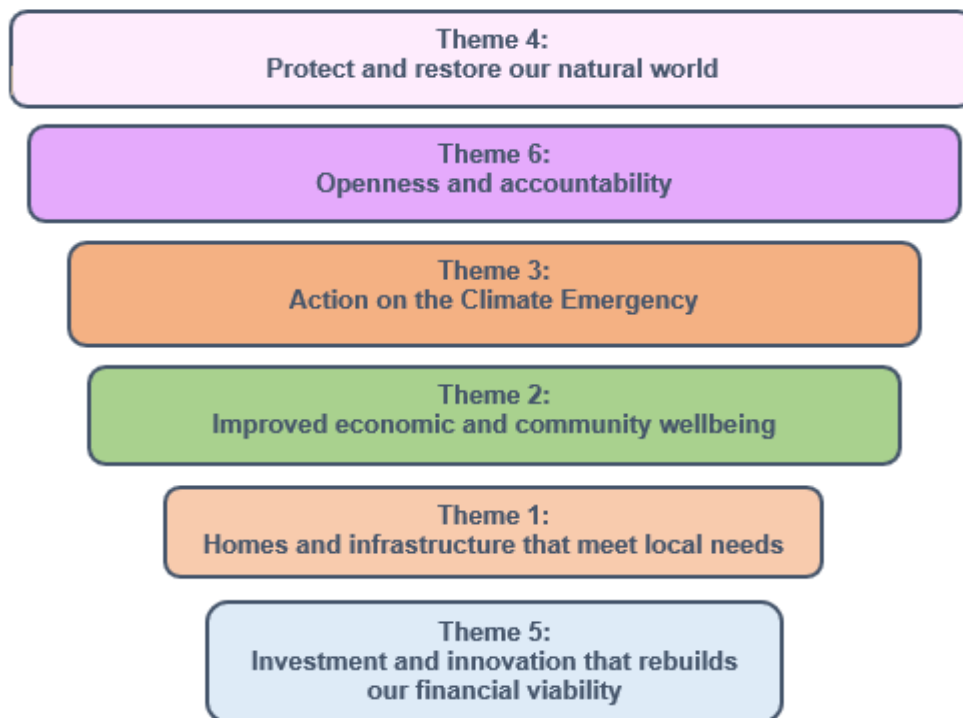 Theme 4:
Protect and restore our natural world
Theme 6:
Openness and accountability
Theme 3:
Action on the Climate Emergency
Theme 2:
Improved economic and community wellbeing
Theme 1:
Homes and infrastructure that meet local needs
Theme 5:
Investment and innovation that rebuilds
our financial viability